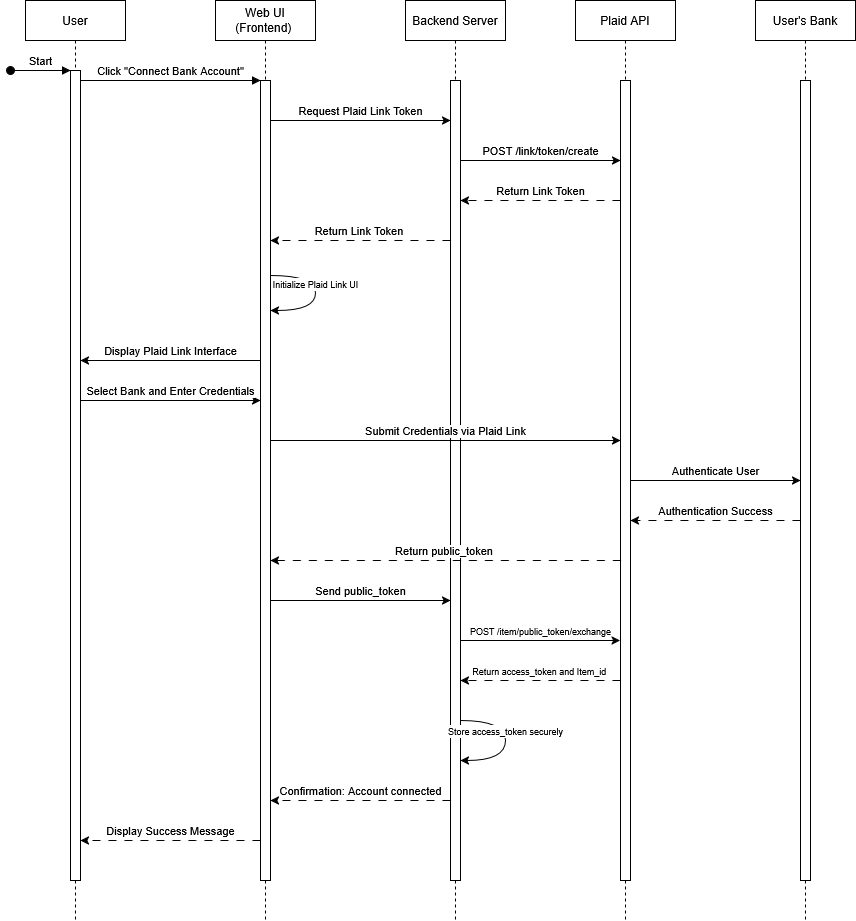 User
Web UI
(Frontend)
Backend Server
Plaid API
User's Bank
Start
Click "Connect Bank Account"
Request Plaid Link Token
POST /link/token/create
Return Link Token
Return Link Token
Initialize Plaid Link UI
Display Plaid Link Interface
Select Bank and Enter Credentials
Submit Credentials via Plaid Link
Authenticate User
Authentication Success
Return public_token
Send public_token
POST /item/public_token/exchange
Return access_token and Item_id
Store access_token securely
Confirmation: Account connected
Display Success Message